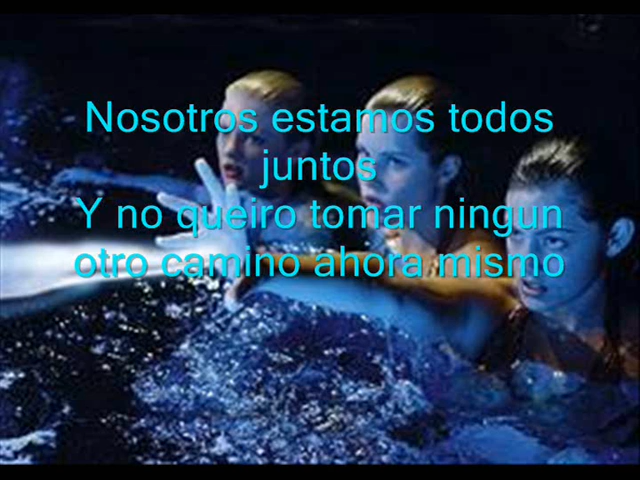 Nosotros estamos todos
juntos
Y no queiro tomar ningun
otro camino ahora mismo